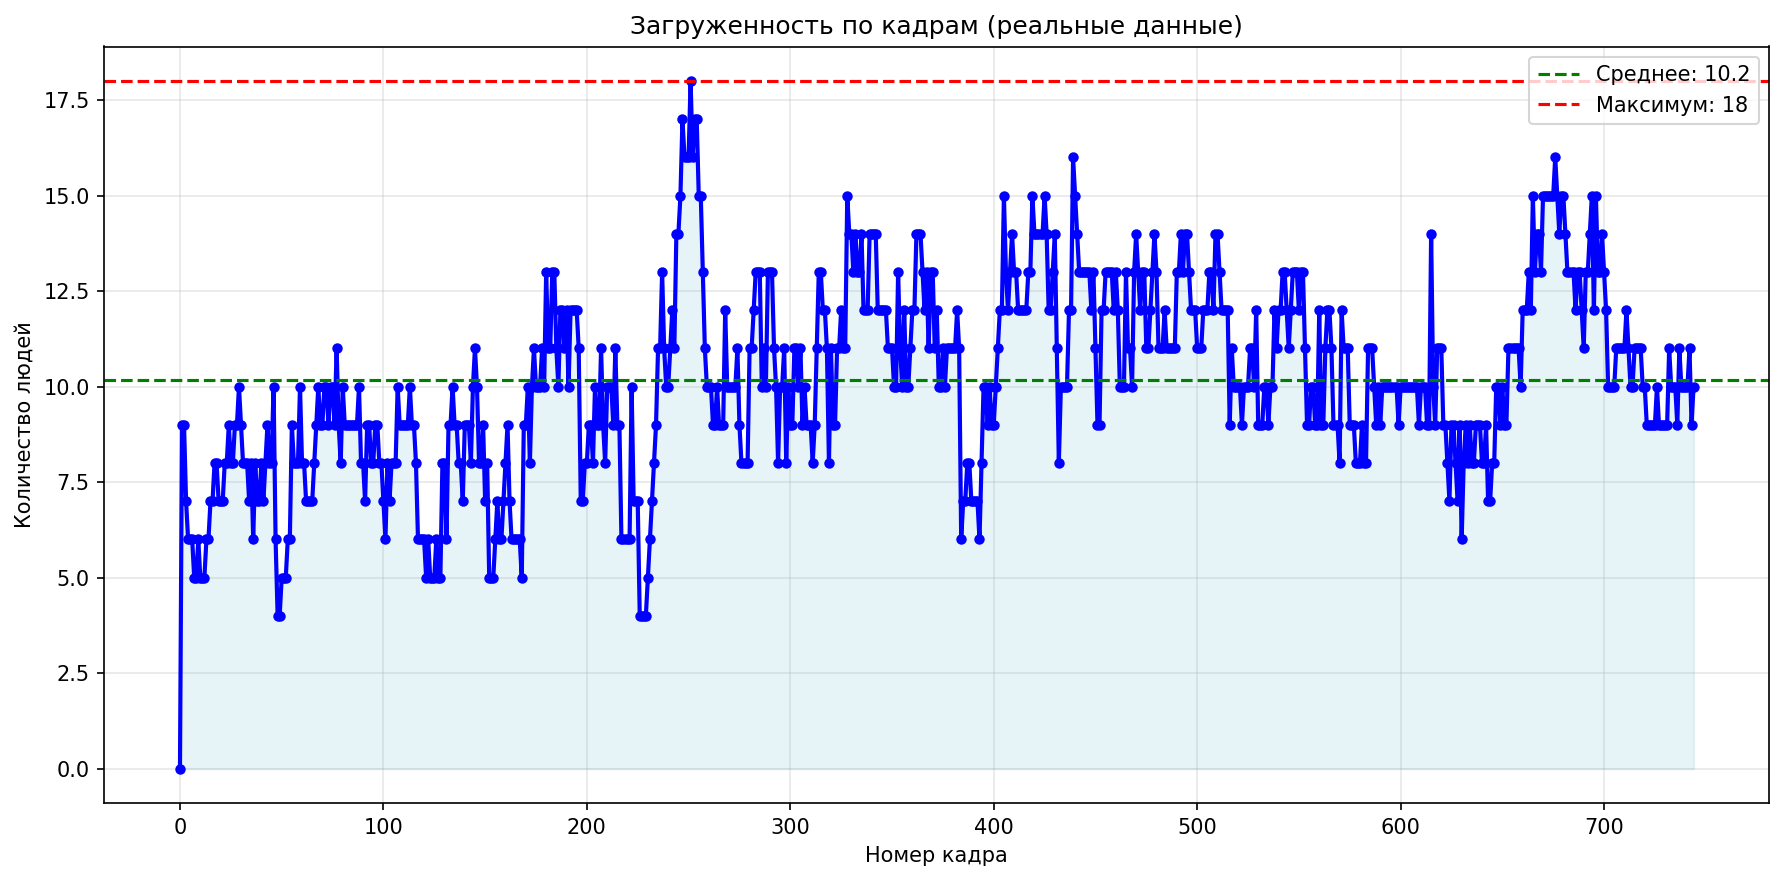 Загруженность по кадрам (реальные данные)
Среднее: 10.2
Максимум: 18
Количество людей
17.5
15.0
12.5
10.0
7.5
5.0
2.5
0.0
0 100 200 300 400 500 600 700
Номер кадра